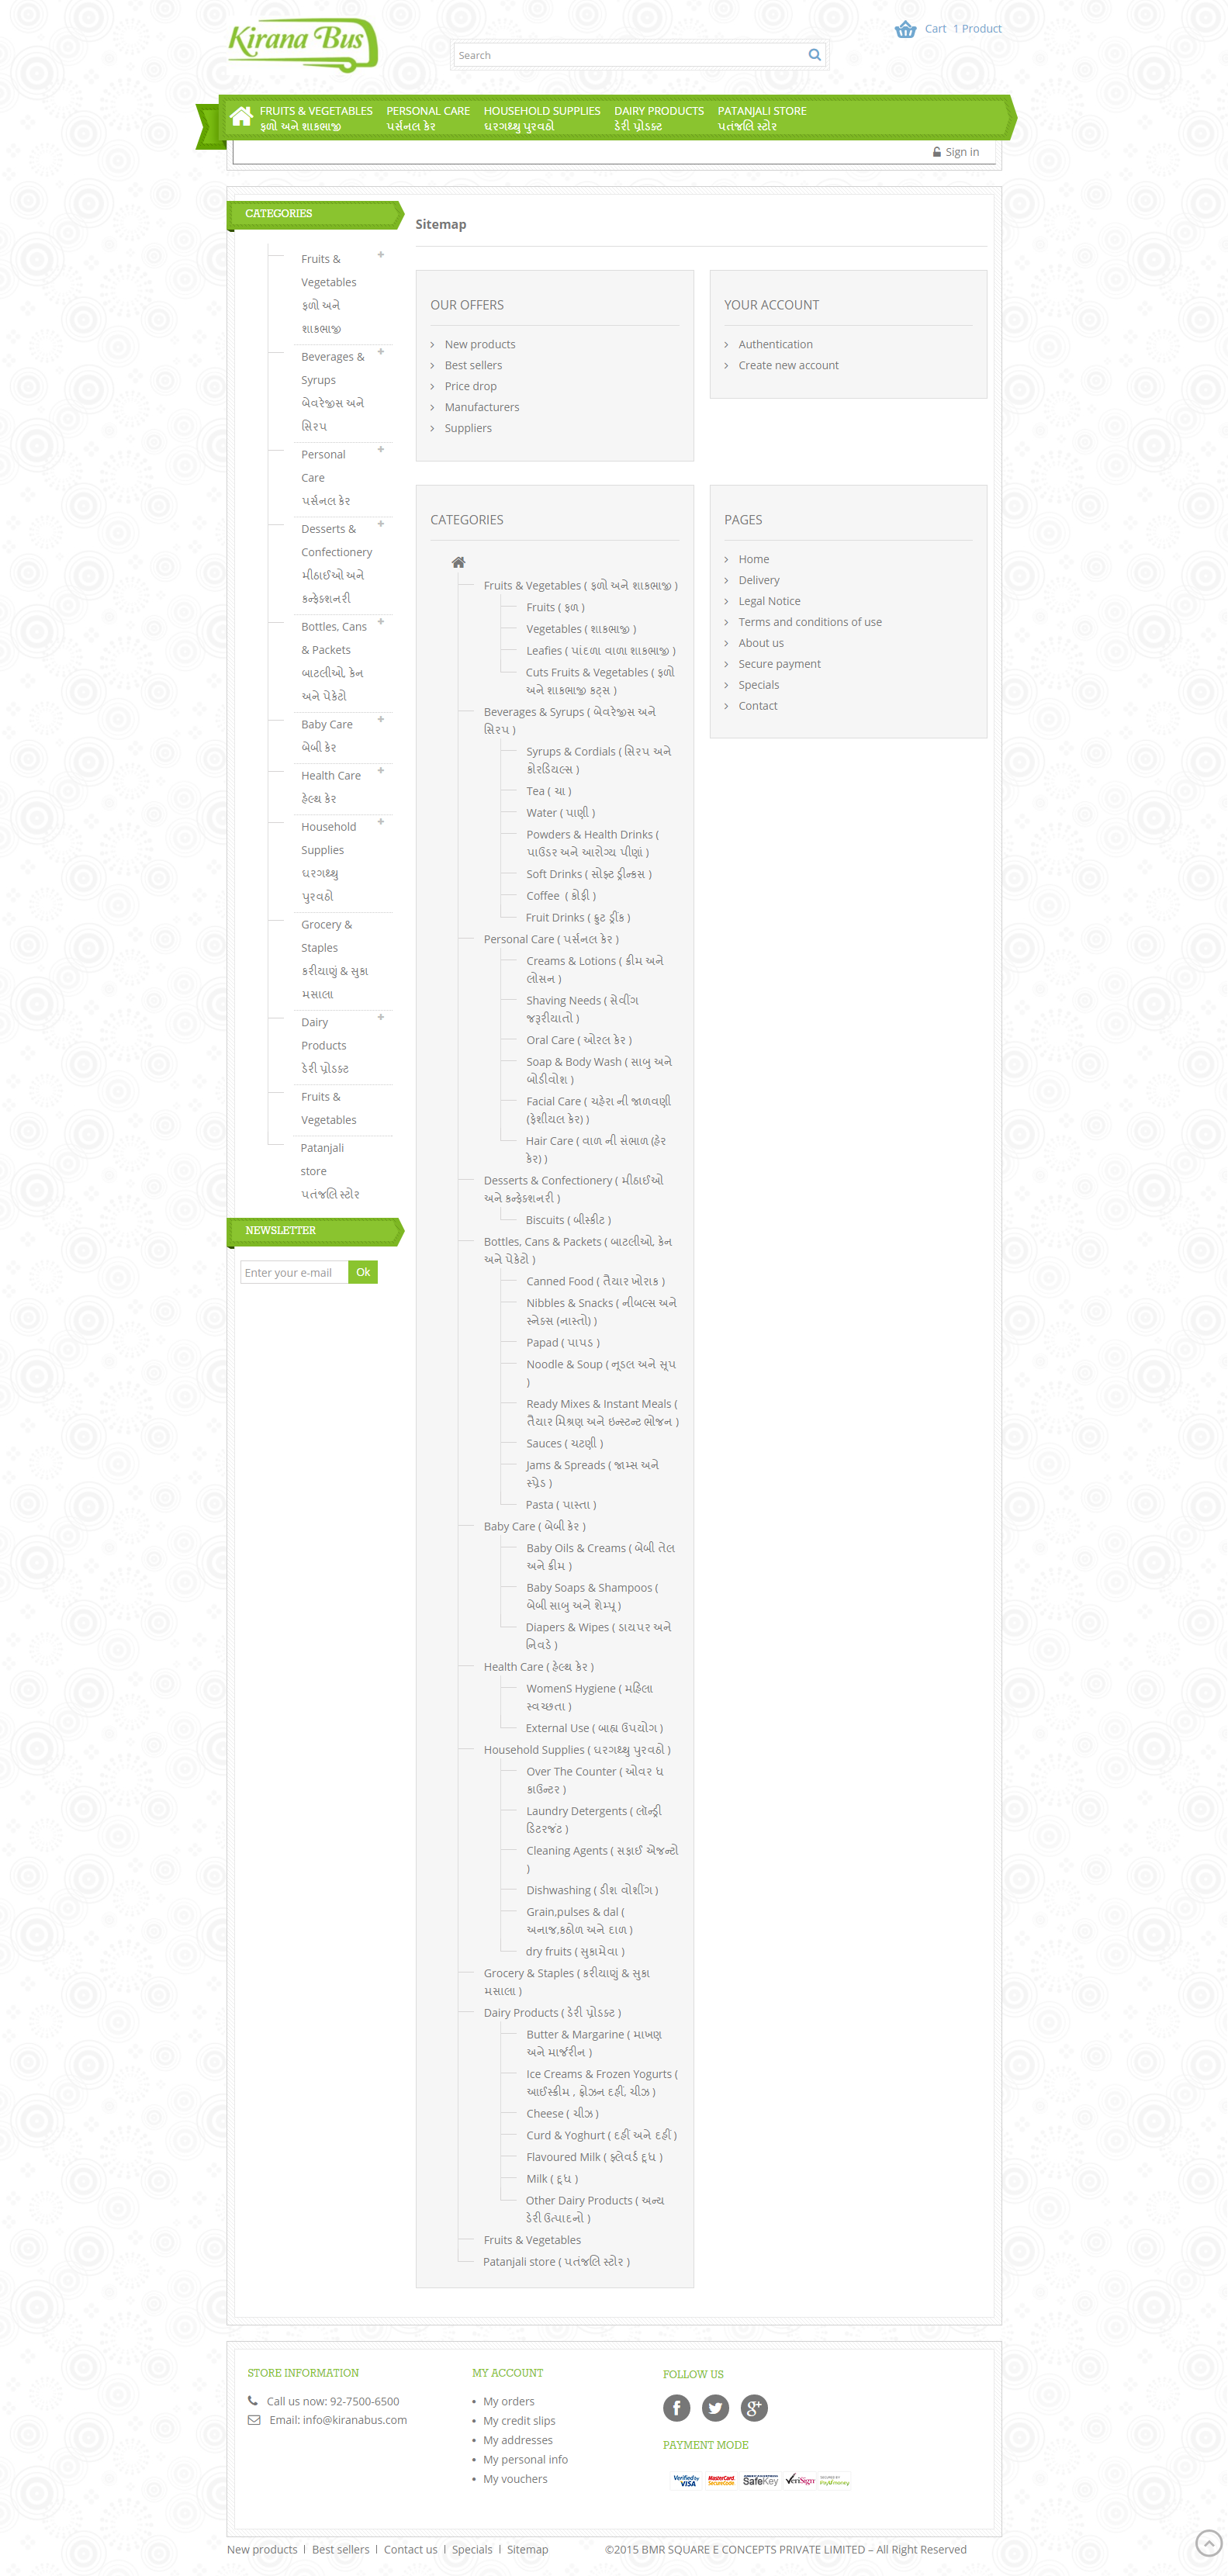 Kirana Bus
Search
Cart 1 Product
FRUITS & VEGETABLES PERSONAL CARE HOUSEHOLD SUPPLIES DAIRY PRODUCTS PATANJALI STORE
ફળો અને શાકભાજી પર્સનલ કેર ઘરગથ્થુ પુરવઠો ડેરી પ્રોડક્ટ પતંજલિ સ્ટોર
Sign in
CATEGORIES
Fruits &
Vegetables
ફળો અને
શાકભાજી
Beverages &
Syrups
બેવરેજીસ અને
સિરપ
Personal
Care
પર્સનલ કેર
Desserts &
Confectionery
મીઠાઈઓ અને
કન્ફેક્શનરી
Bottles, Cans
& Packets
બાટલીઓ, કેન
અને પેકેટો
Baby Care
બેબી કેર
Health Care
હેલ્થ કેર
Household
Supplies
ઘરગથ્થુ
પુરવઠો
Grocery &
Staples
કરીયાણું & સુકા
મસાલા
Dairy
Products
ડેરી પ્રોડક્ટ
Fruits &
Vegetables
Patanjali
store
પતંજલિ સ્ટોર
NEWSLETTER
Enter your e-mail Ok
Sitemap
OUR OFFERS
New products
Best sellers
Price drop
Manufacturers
Suppliers
YOUR ACCOUNT
Authentication
Create new account
CATEGORIES
Fruits & Vegetables ( ફળો અને શાકભાજી )
Fruits ( ફળ )
Vegetables ( શાકભાજી )
Leafies ( પાંદળા વાળા શાકભાજી )
Cuts Fruits & Vegetables ( ફળો
અને શાકભાજી કટ્સ )
Beverages & Syrups ( બેવરેજીસ અને
સિરપ )
Syrups & Cordials ( સિરપ અને
કોરડિયલ્સ )
Tea ( ચા )
Water ( પાણી )
Powders & Health Drinks (
પાઉડર અને આરોગ્ય પીણાં )
Soft Drinks ( સોફ્ટ ડ્રીન્ક્સ )
Coffee ( કોફી )
Fruit Drinks ( ફ્રુટ ડ્રીંક )
Personal Care ( પર્સનલ કેર )
Creams & Lotions ( ક્રીમ અને
લોસન )
Shaving Needs ( સેવીંગ
જરૂરીયાતો )
Oral Care ( ઓરલ કેર )
Soap & Body Wash ( સાબુ અને
બોડીવોશ )
Facial Care ( ચહેરા ની જાળવણી
(ફેશીયલ કેર) )
Hair Care ( વાળ ની સંભાળ (હેર
કેર) )
Desserts & Confectionery ( મીઠાઈઓ
અને કન્ફેક્શનરી )
Biscuits ( બીસ્કીટ )
Bottles, Cans & Packets ( બાટલીઓ, કેન
અને પેકેટો )
Canned Food ( તૈયાર ખોરાક )
Nibbles & Snacks ( નીબલ્સ અને
સ્નેક્સ (નાસ્તો) )
Papad ( પાપડ )
Noodle & Soup ( નૂડલ અને સૂપ
)
Ready Mixes & Instant Meals (
તૈયાર મિશ્રણ અને ઇન્સ્ટન્ટ ભોજન )
Sauces ( ચટણી )
Jams & Spreads ( જામ્સ અને
સ્પ્રેડ )
Pasta ( પાસ્તા )
Baby Care ( બેબી કેર )
Baby Oils & Creams ( બેબી તેલ
અને ક્રીમ )
Baby Soaps & Shampoos (
બેબી સાબુ અને શેમ્પૂ )
Diapers & Wipes ( ડાયપર અને
નિવડે )
Health Care ( હેલ્થ કેર )
WomenS Hygiene ( મહિલા
સ્વચ્છતા )
External Use ( બાહ્ય ઉપયોગ )
Household Supplies ( ઘરગથ્થુ પુરવઠો )
Over The Counter ( ઓવર ધ
કાઉન્ટર )
Laundry Detergents ( લોન્ડ્રી
ડિટરજંટ )
Cleaning Agents ( સફાઈ એજન્ટો
)
Dishwashing ( ડીશ વોશીંગ )
Grain,pulses & dal (
અનાજ,કઠોળ અને દાળ )
dry fruits ( સુકામેવા )
Grocery & Staples ( કરીયાણું & સુકા
મસાલા )
Dairy Products ( ડેરી પ્રોડક્ટ )
Butter & Margarine ( માખણ
અને માર્જરીન )
Ice Creams & Frozen Yogurts (
આઈસ્ક્રીમ , ફ્રોઝન દહીં, ચીઝ )
Cheese ( ચીઝ )
Curd & Yoghurt ( દહીં અને દહીં )
Flavoured Milk ( ફ્લેવર્ડ દૂધ )
Milk ( દૂધ )
Other Dairy Products ( અન્ય
ડેરી ઉત્પાદનો )
Fruits & Vegetables
Patanjali store ( પતંજલિ સ્ટોર )
PAGES
Home
Delivery
Legal Notice
Terms and conditions of use
About us
Secure payment
Specials
Contact
STORE INFORMATION
Call us now: 92-7500-6500
Email: info@kiranabus.com
MY ACCOUNT
My orders
My credit slips
My addresses
My personal info
My vouchers
FOLLOW US
PAYMENT MODE
Verified by VISA MasterCard SecureCode SafeKey VeriSign PayUmoney
New products Best sellers Contact us Specials Sitemap ©2015 BMR SQUARE E CONCEPTS PRIVATE LIMITED – All Right Reserved